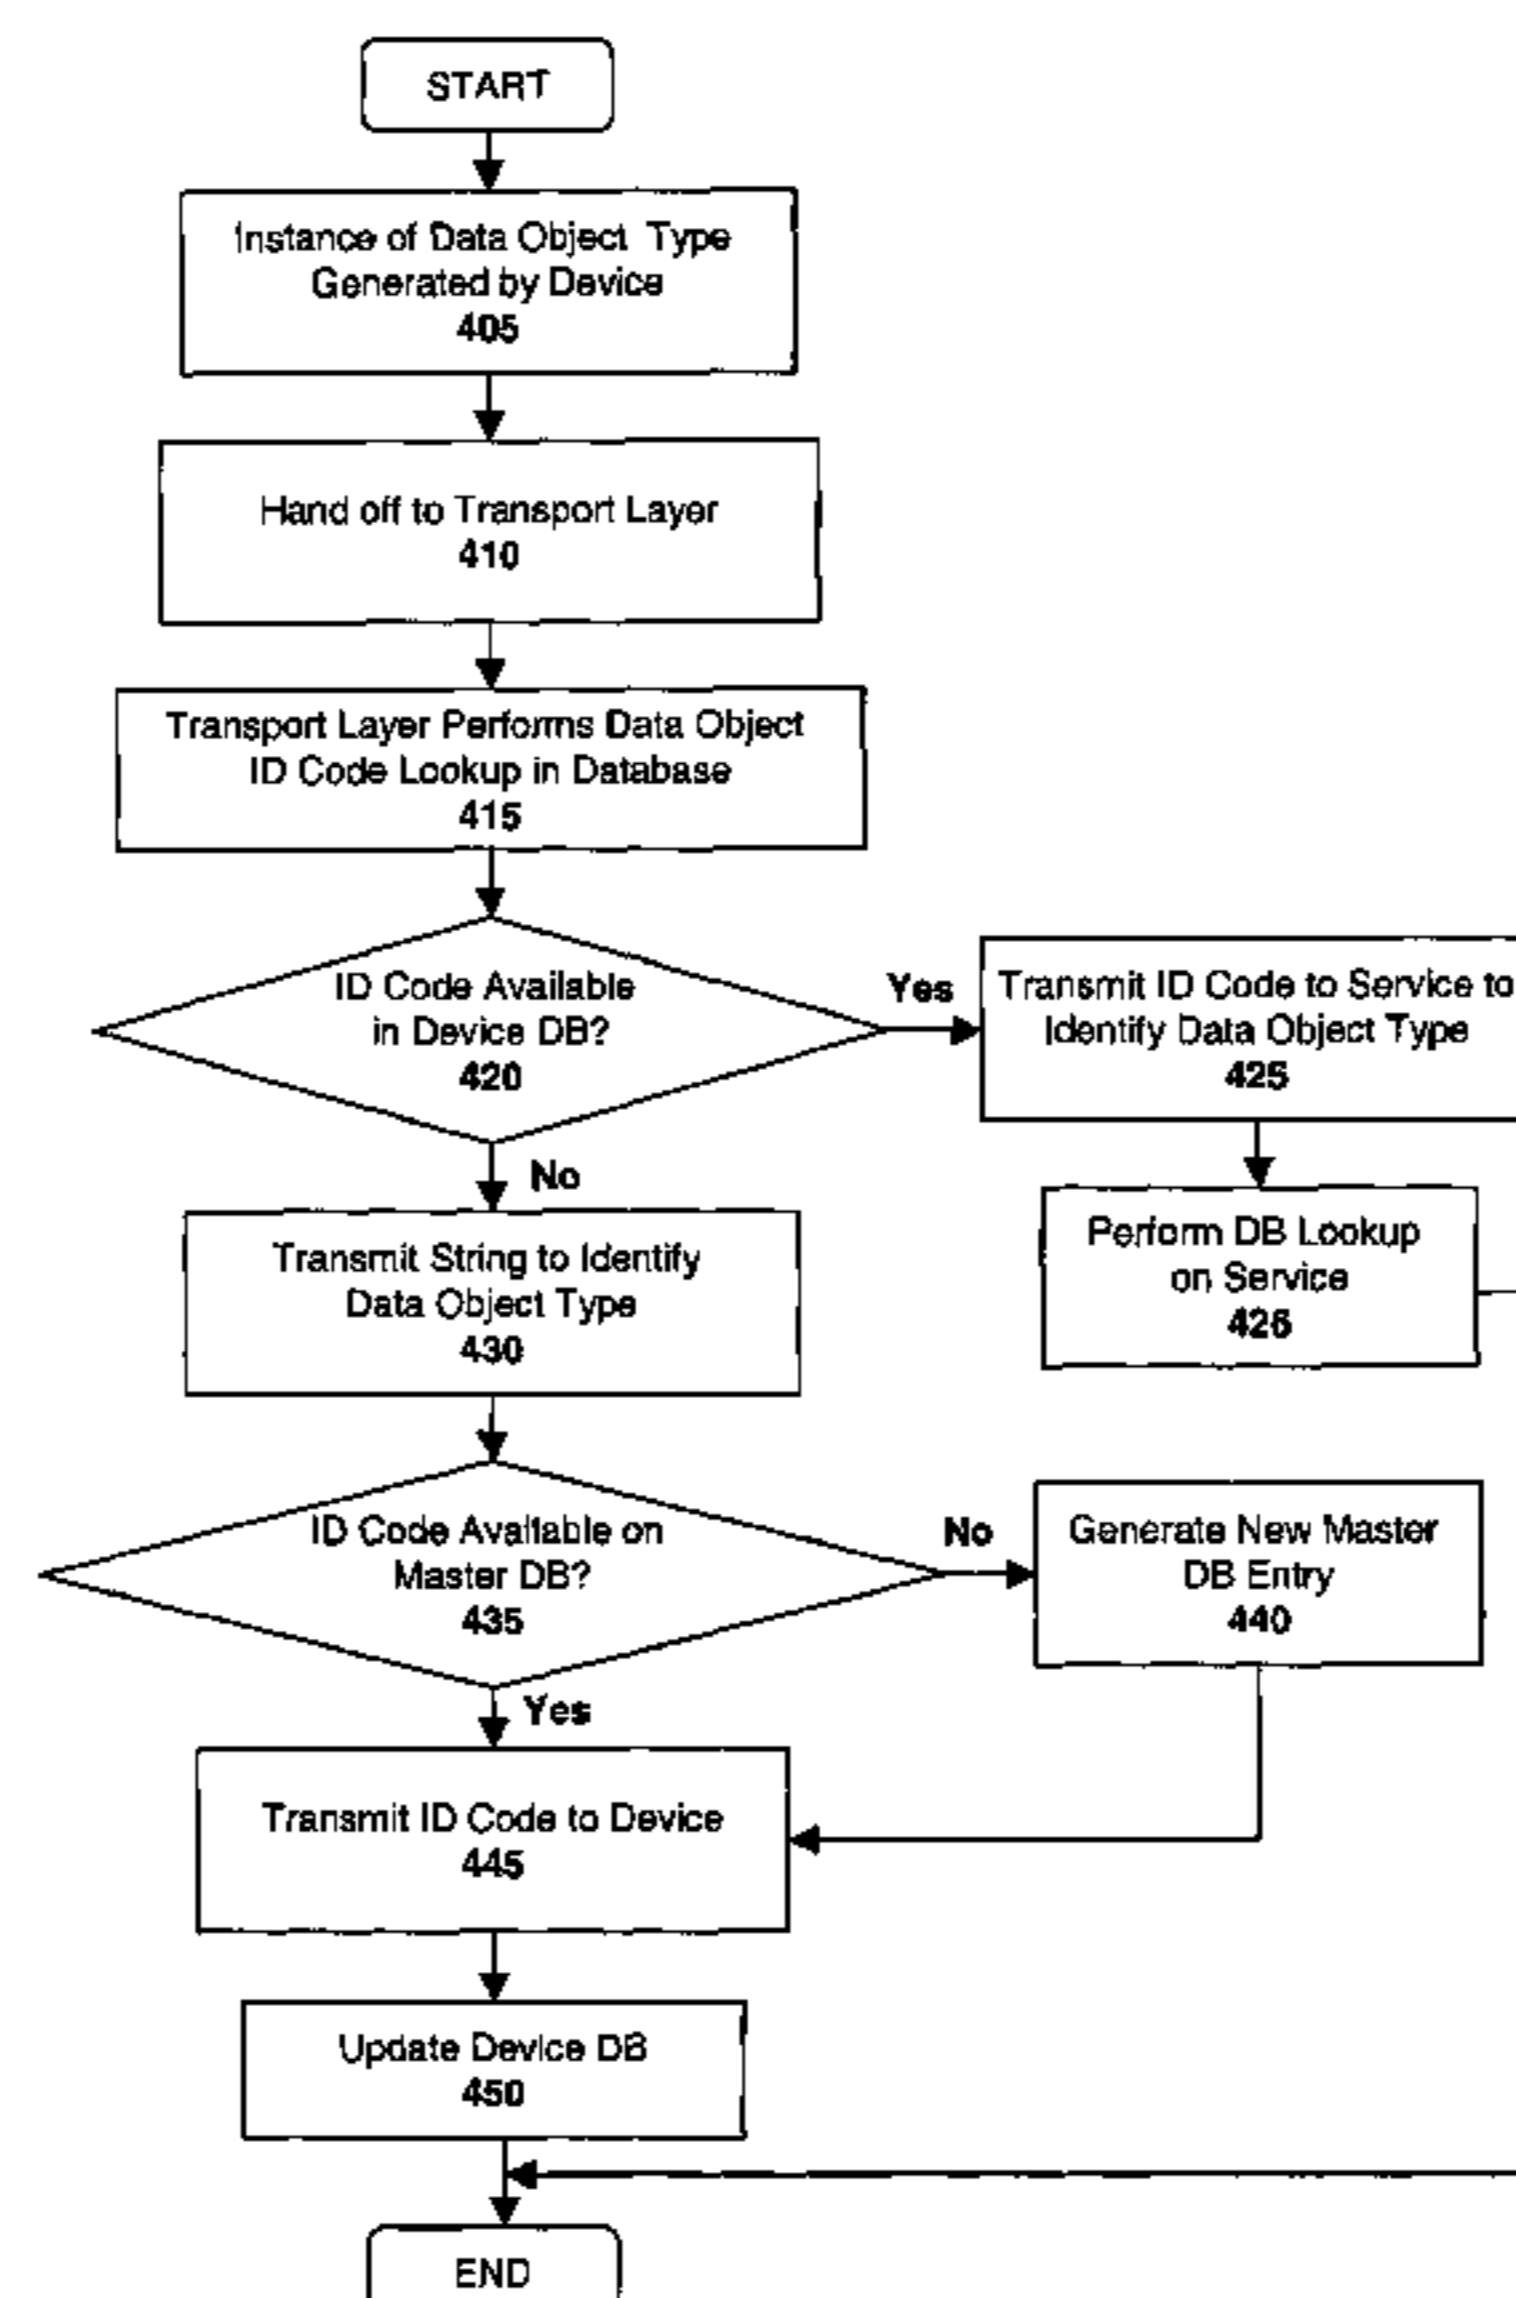 START
Instance of Data Object Type
Generated by Device
405
Hand off to Transport Layer
410
Transport Layer Performs Data Object
ID Code Lookup in Database
415
ID Code Available
in Device DB?
420
Yes
Transmit ID Code to Service to
Identify Data Object Type
425
No
Perform DB Lookup
on Service
426
Transmit String to Identify
Data Object Type
430
ID Code Available on
Master DB?
435
No
Generate New Master
DB Entry
440
Yes
Transmit ID Code to Device
445
Update Device DB
450
END